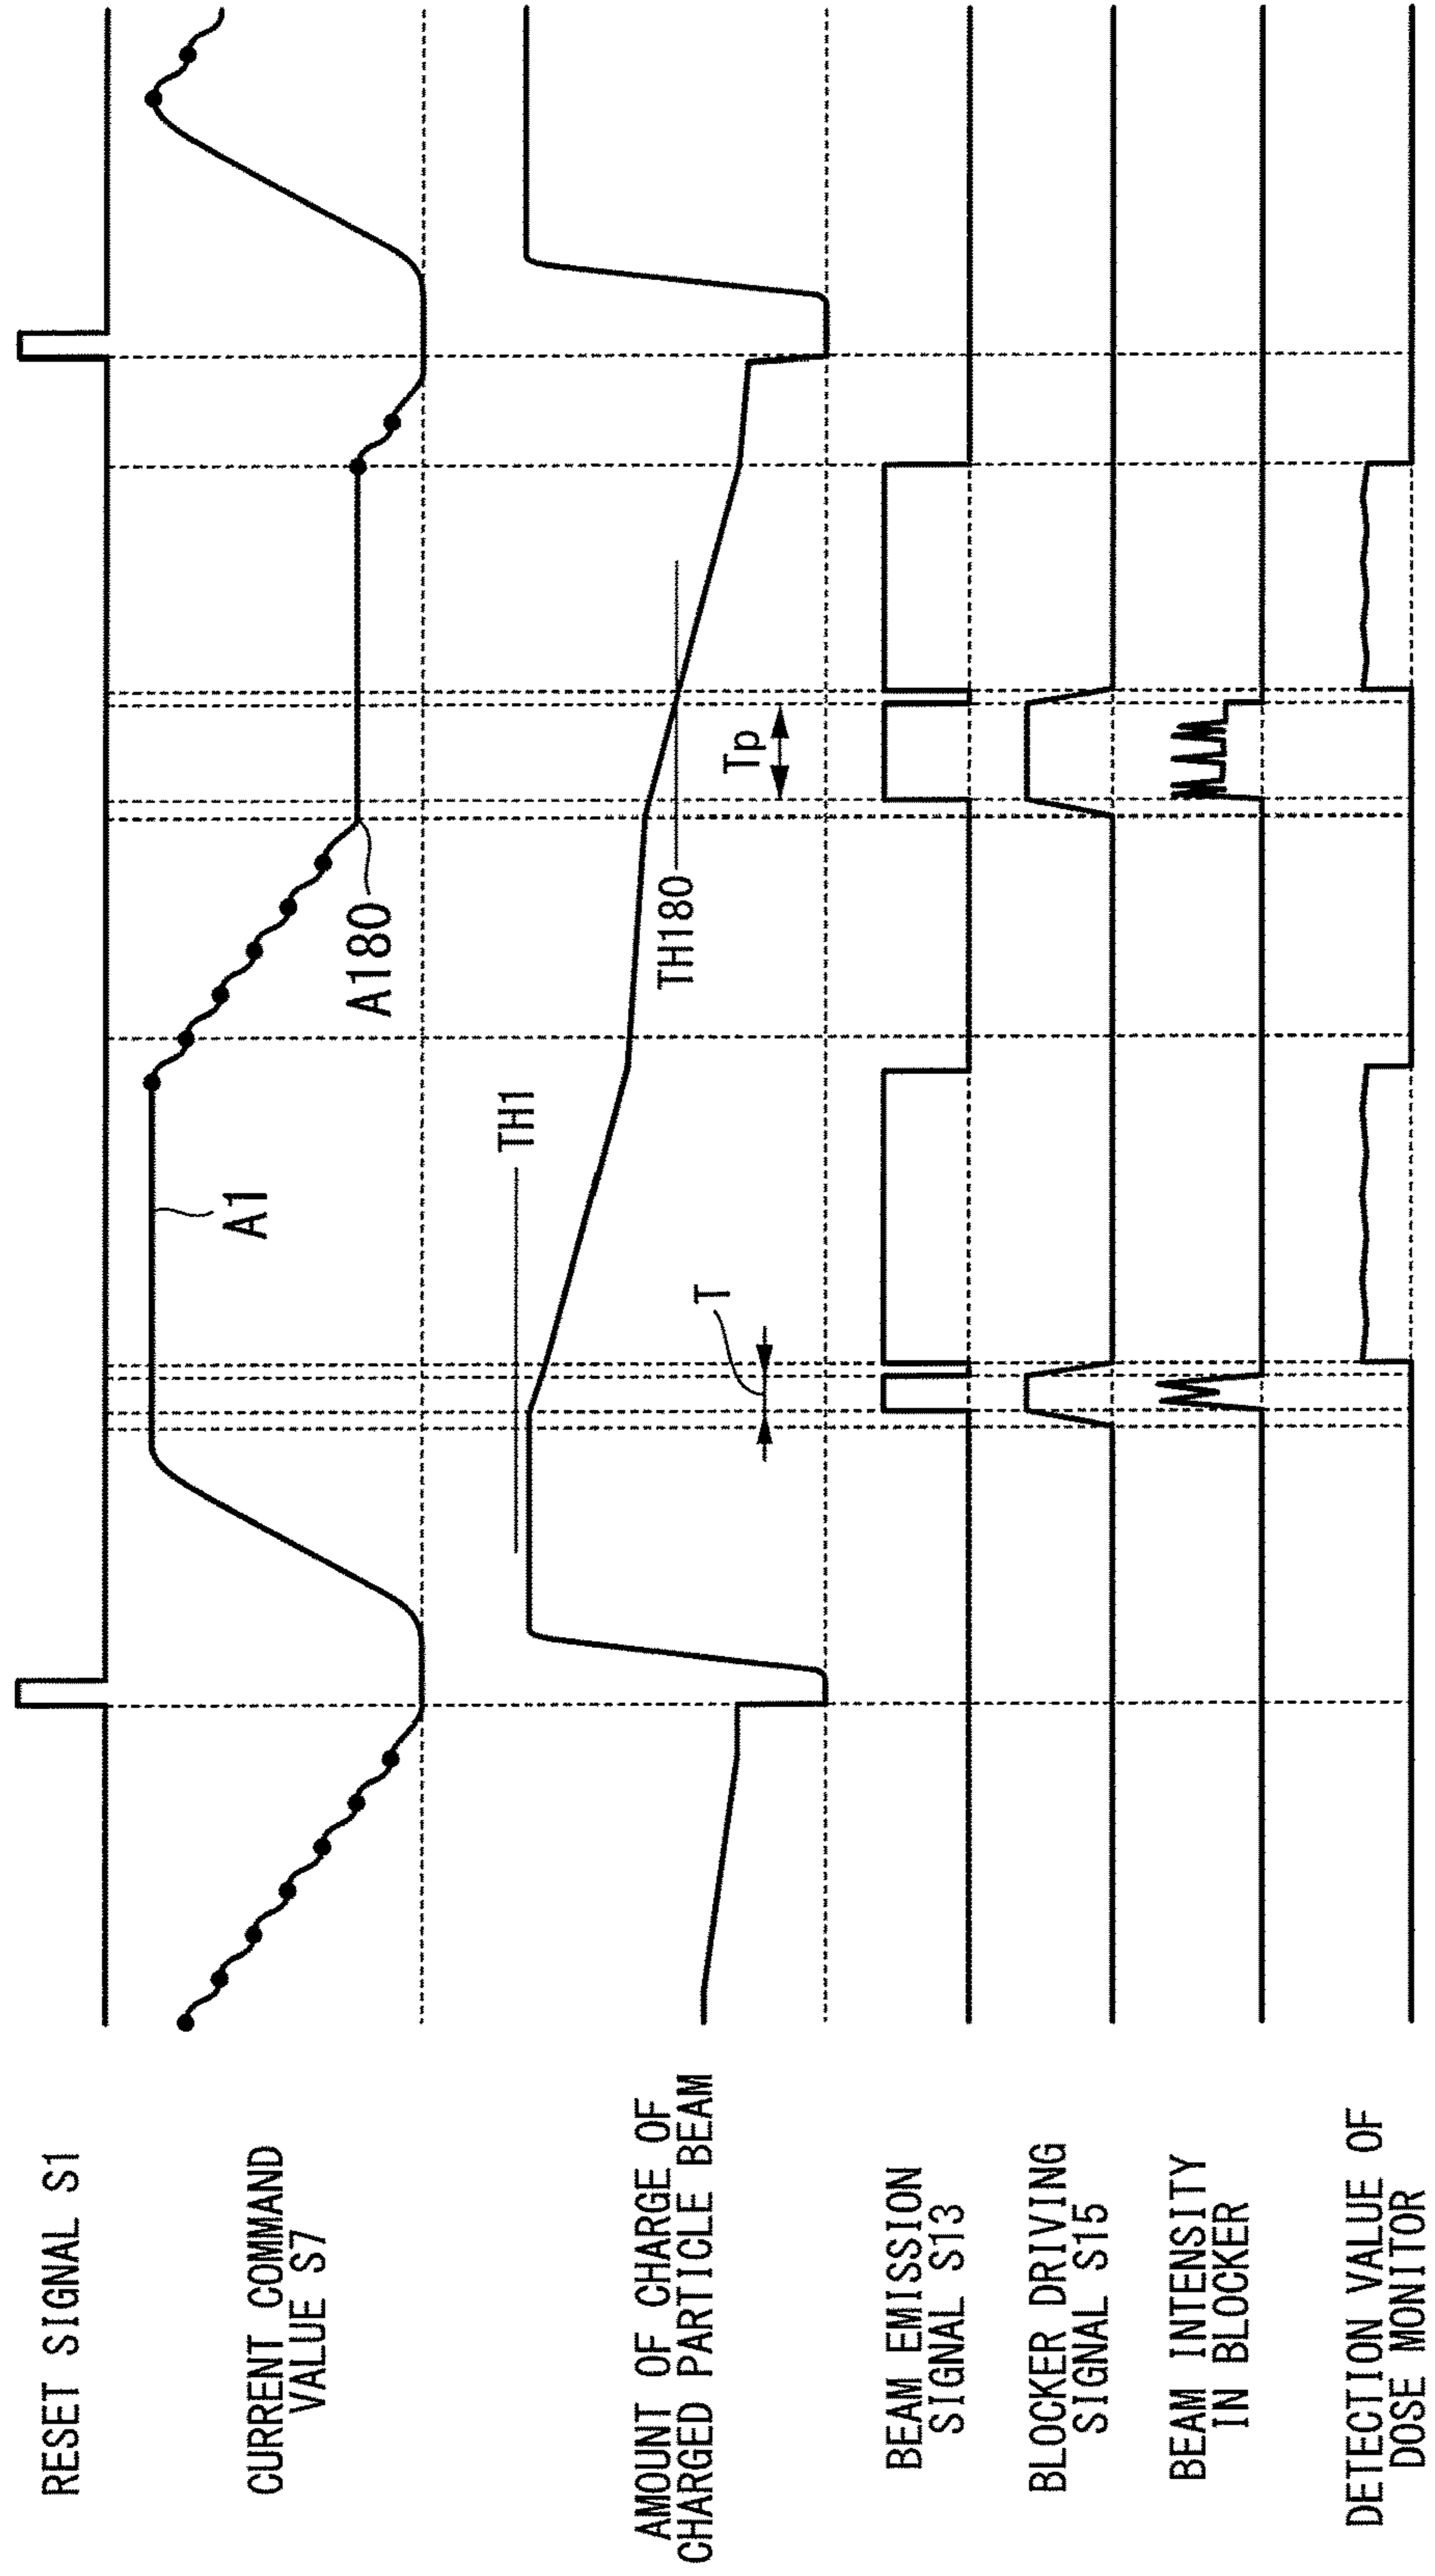 RESET SIGNAL S1
CURRENT COMMAND
VALUE S7
A1
A180
AMOUNT OF CHARGE OF
CHARGED PARTICLE BEAM
TH1
TH180
T
Tp
BEAM EMISSION
SIGNAL S13
BLOCKER DRIVING
SIGNAL S15
BEAM INTENSITY
IN BLOCKER
DETECTION VALUE OF
DOSE MONITOR